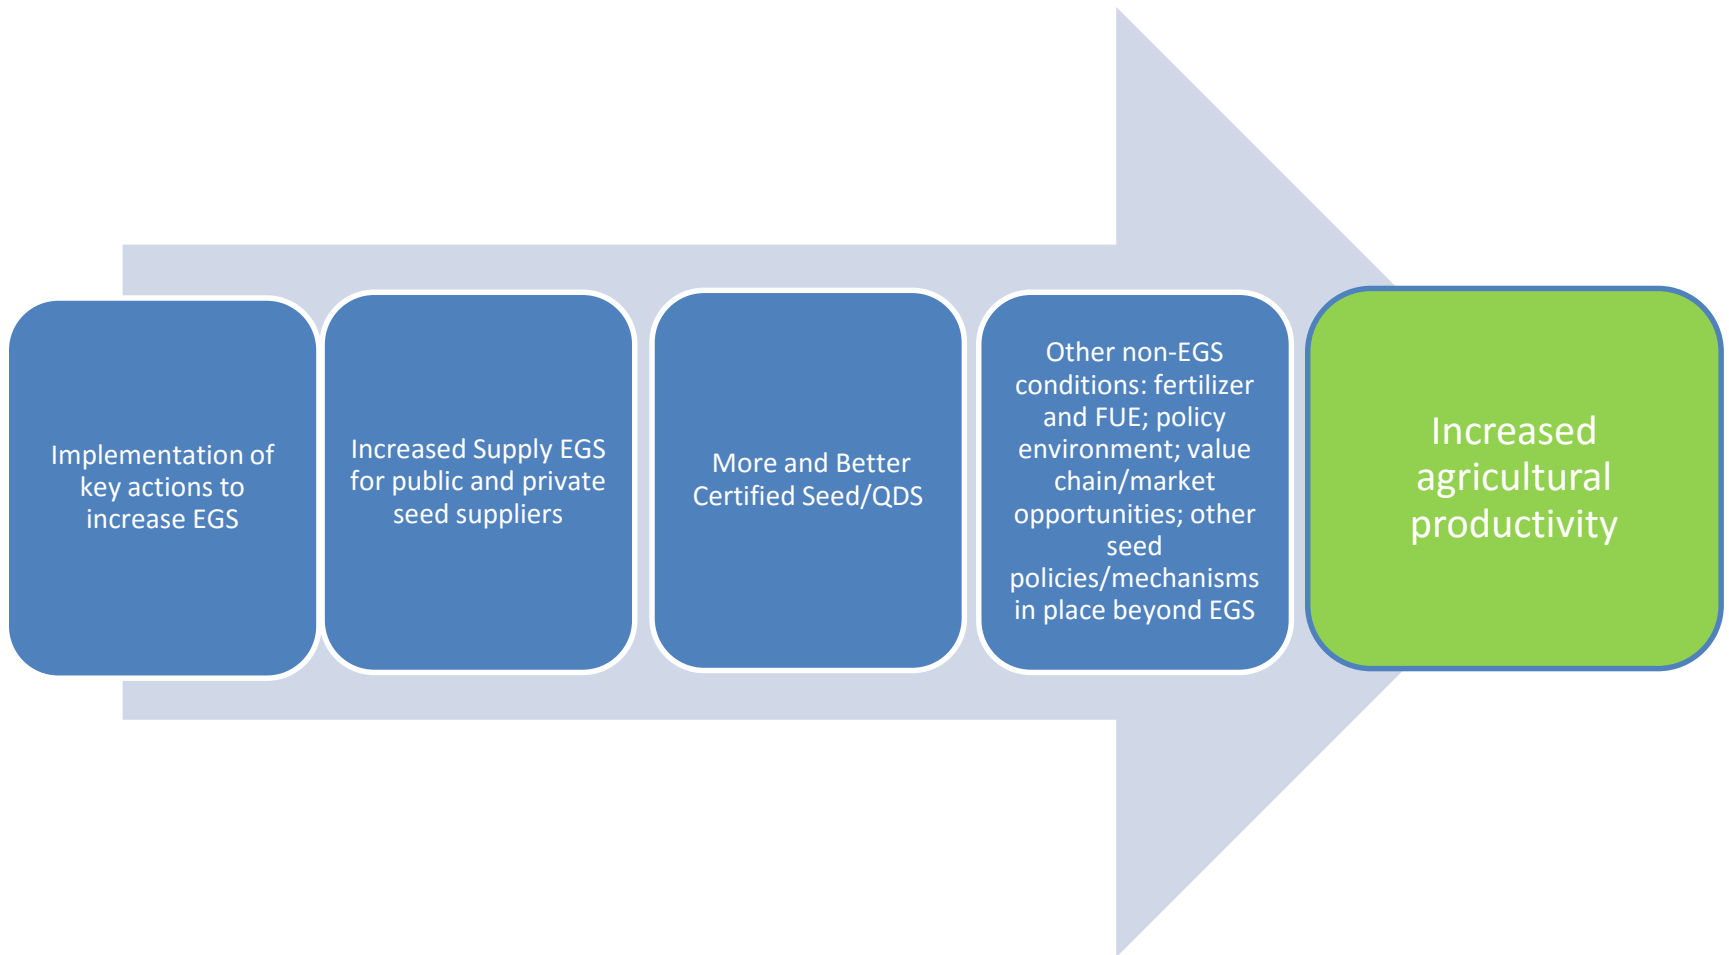 Implementation of
key actions to
increase EGS
Increased Supply EGS
for public and private
seed suppliers
More and Better
Certified Seed/QDS
Other non-EGS
conditions: fertilizer
and FUE; policy
environment; value
chain/market
opportunities; other
seed
policies/mechanisms
in place beyond EGS
Increased
agricultural
productivity